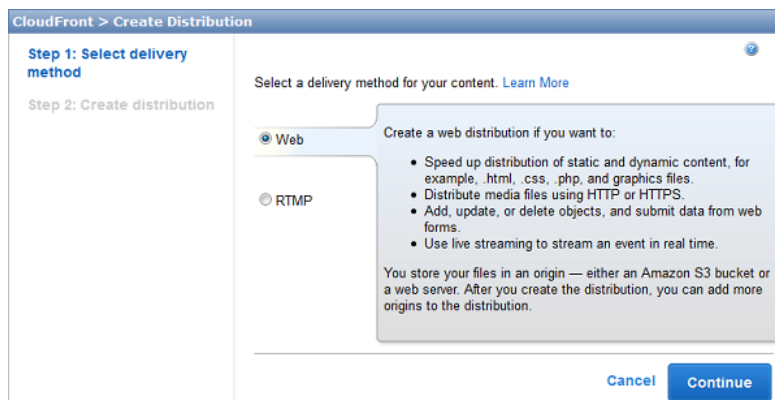 CloudFront > Create Distribution
Step 1: Select delivery
method
Step 2: Create distribution
Select a delivery method for your content. Learn More
Web
RTMP
Create a web distribution if you want to:
• Speed up distribution of static and dynamic content, for
example, .html, .css, .php, and graphics files.
• Distribute media files using HTTP or HTTPS.
• Add, update, or delete objects, and submit data from web
forms.
• Use live streaming to stream an event in real time.
You store your files in an origin — either an Amazon S3 bucket or
a web server. After you create the distribution, you can add more
origins to the distribution.
Cancel
Continue